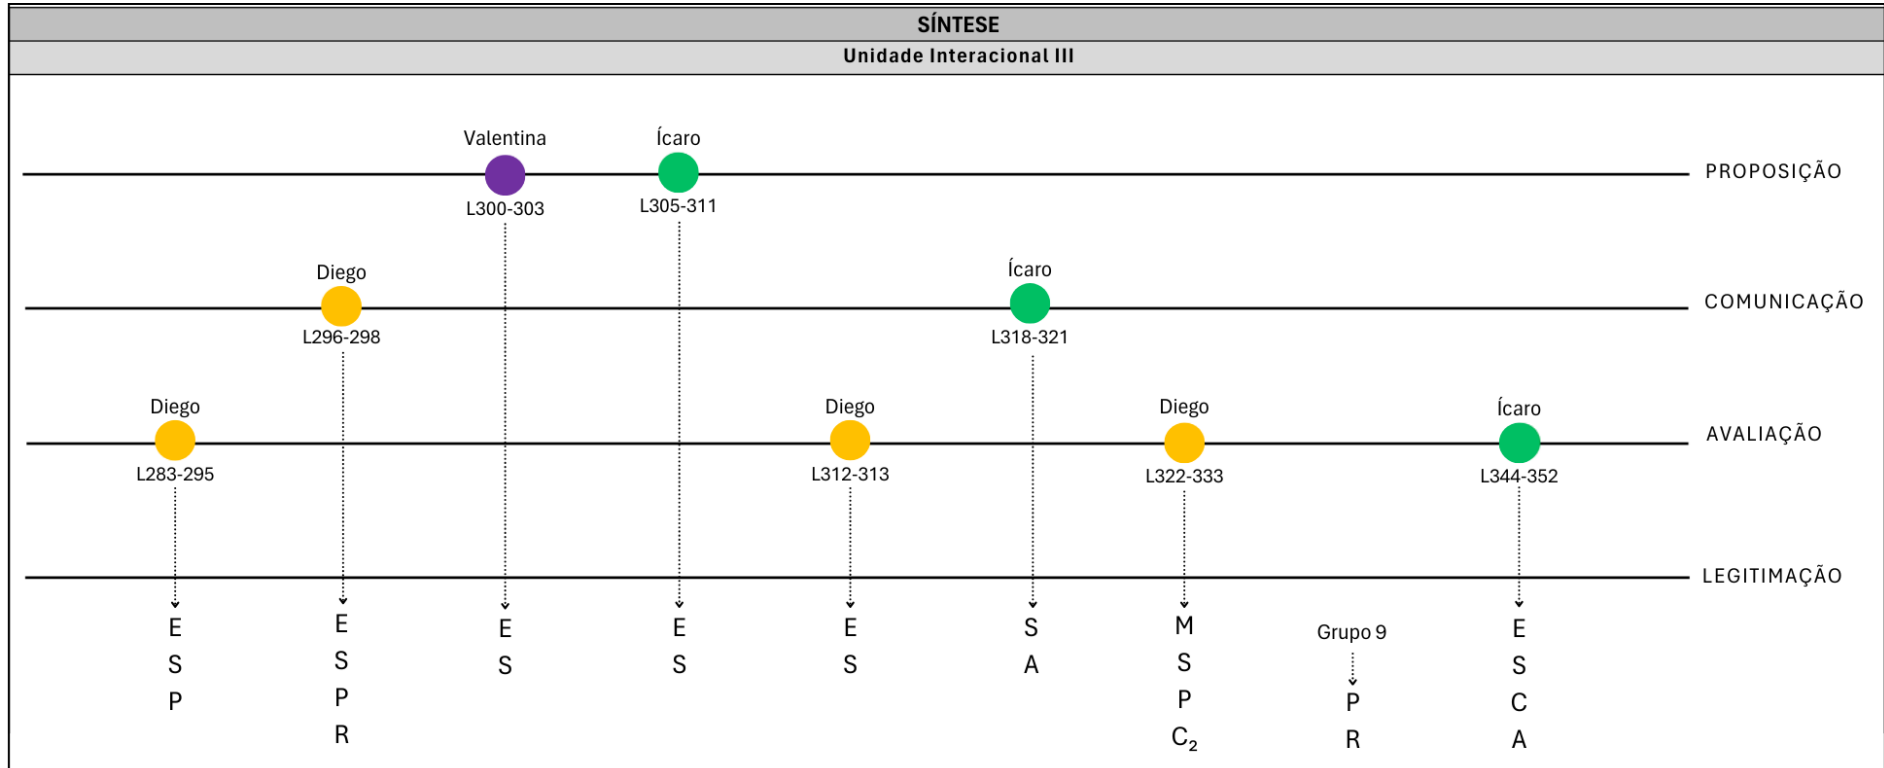 SÍNTESE
Unidade Interacional III
Valentina
Ícaro
PROPOSIÇÃO
L300-303
L305-311
Diego
Ícaro
COMUNICAÇÃO
L296-298
L318-321
Diego
Diego
Diego
Ícaro
AVALIAÇÃO
L283-295
L312-313
L322-333
L344-352
LEGITIMAÇÃO
E
S
P
E
S
P
R
E
S
E
S
E
S
S
A
M
S
P
C₂
Grupo 9
P
R
E
S
C
A